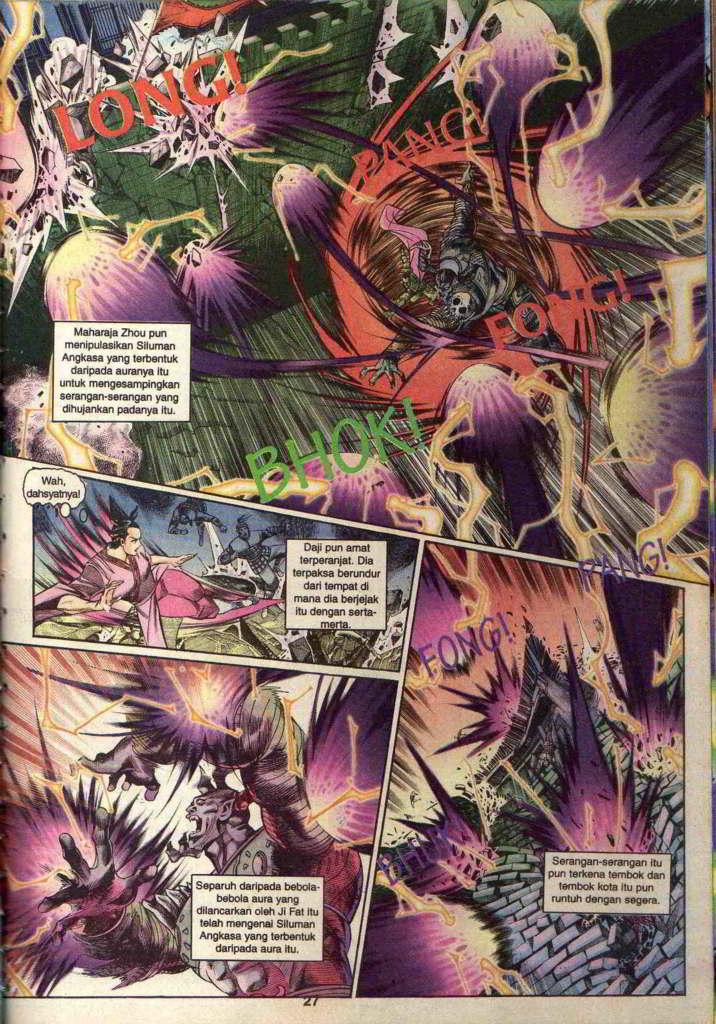 LONG!
PANG!
FONG!
Maharaja Zhou pun
menipulasikan Siluman
Angkasa yang terbentuk
daripada auranya itu
untuk mengesampingkan
serangan-serangan yang
dihujankan padanya itu.
BHOK!
Wah,
dahsyatnya!
Daji pun amat
terperanjat. Dia
terpaksa berundur
dari tempat di
mana dia berjejak
itu dengan serta-
merta.
PANG!
FONG!
Separuh daripada bebola-
bebola aura yang
dilancarkan oleh Ji Fat itu
telah mengenai Siluman
Angkasa yang terbentuk
daripada aura itu.
Serangan-serangan itu
pun terkena tembok dan
tembok kota itu pun
runtuh dengan segera.
27